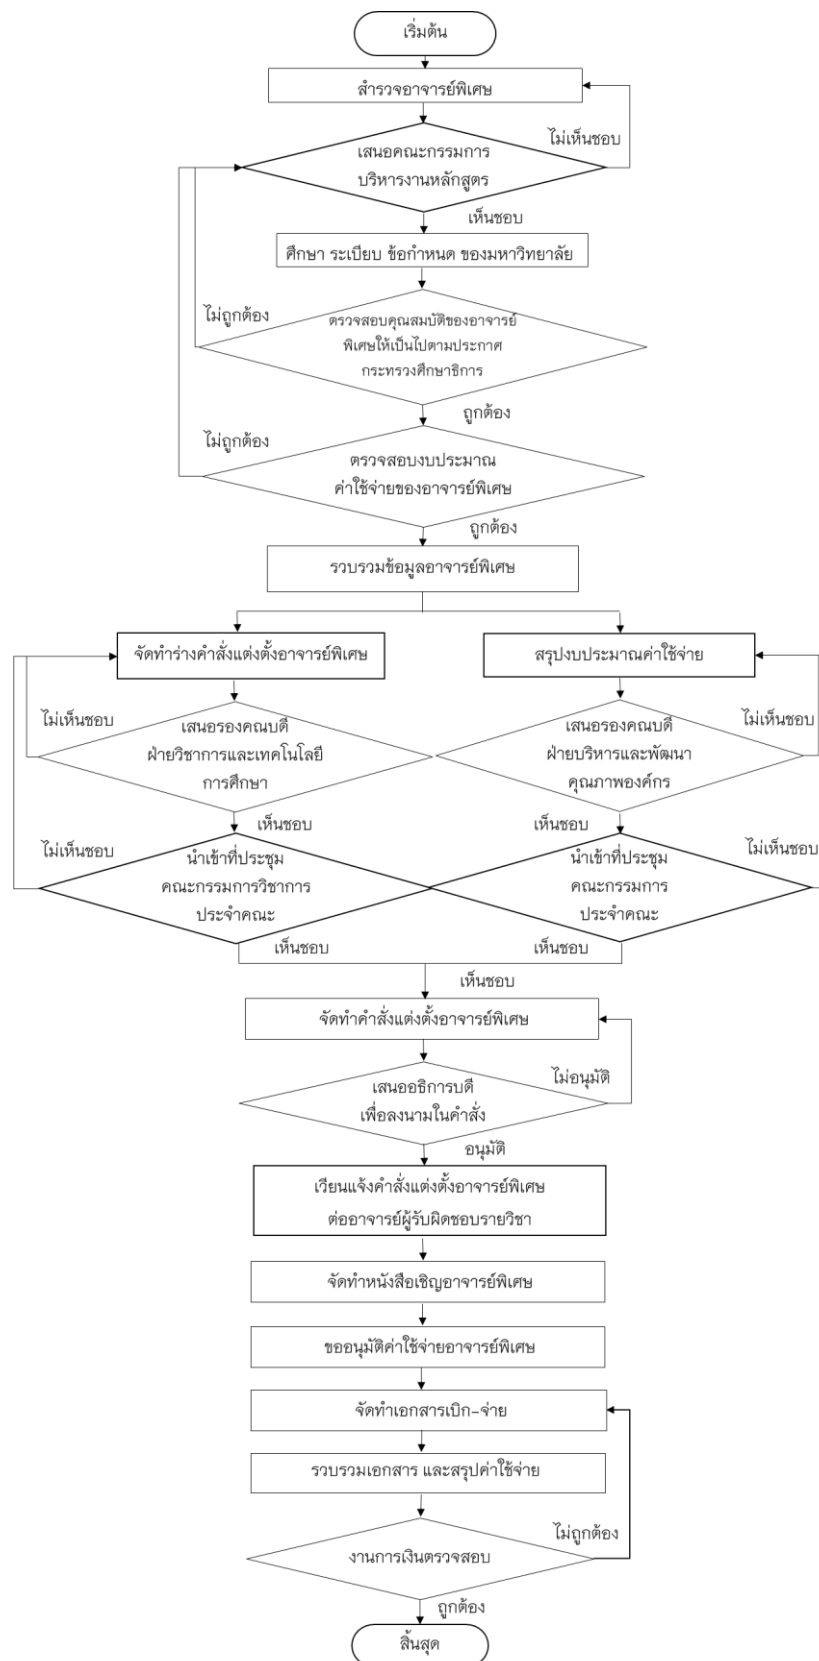 เริ่มต้น
สำรวจอาจารย์พิเศษ
ไม่เห็นชอบ
เสนอคณะกรรมการ
บริหารงานหลักสูตร
เห็นชอบ
ศึกษา ระเบียบ ข้อกำหนด ของมหาวิทยาลัย
ไม่ถูกต้อง
ตรวจสอบคุณสมบัติของอาจารย์
พิเศษให้เป็นไปตามประกาศ
กระทรวงศึกษาธิการ
ถูกต้อง
ไม่ถูกต้อง
ตรวจสอบงบประมาณ
ค่าใช้จ่ายของอาจารย์พิเศษ
ถูกต้อง
รวบรวมข้อมูลอาจารย์พิเศษ
จัดทำร่างคำสั่งแต่งตั้งอาจารย์พิเศษ
สรุปงบประมาณค่าใช้จ่าย
ไม่เห็นชอบ
เสนอรองคณบดี
ฝ่ายวิชาการและเทคโนโลยี
การศึกษา
เสนอรองคณบดี
ฝ่ายบริหารและพัฒนา
คุณภาพองค์กร
ไม่เห็นชอบ
เห็นชอบ
เห็นชอบ
ไม่เห็นชอบ
นำเข้าที่ประชุม
คณะกรรมการวิชาการ
ประจำคณะ
นำเข้าที่ประชุม
คณะกรรมการ
ประจำคณะ
ไม่เห็นชอบ
เห็นชอบ
เห็นชอบ
เห็นชอบ
จัดทำคำสั่งแต่งตั้งอาจารย์พิเศษ
ไม่อนุมัติ
เสนออธิการบดี
เพื่อลงนามในคำสั่ง
อนุมัติ
เวียนแจ้งคำสั่งแต่งตั้งอาจารย์พิเศษ
ต่ออาจารย์ผู้รับผิดชอบรายวิชา
จัดทำหนังสือเชิญอาจารย์พิเศษ
ขออนุมัติค่าใช้จ่ายอาจารย์พิเศษ
จัดทำเอกสารเบิก-จ่าย
รวบรวมเอกสาร และสรุปค่าใช้จ่าย
ไม่ถูกต้อง
งานการเงินตรวจสอบ
ถูกต้อง
สิ้นสุด